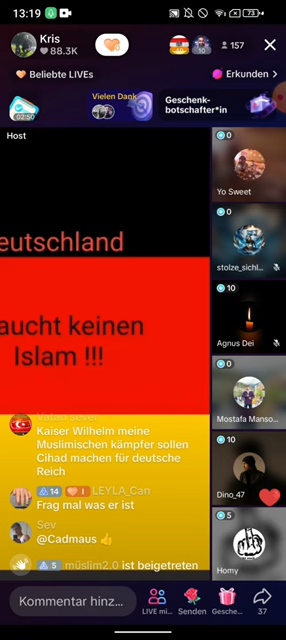 13:19
73
Kris
88.3K
10
157
Beliebte LIVEs
Erkunden >
02:50
Vielen Dank
Geschenk-
botschafter*in
Host
0
Yo Sweet
eutschland
0
stolze_sichl...
aucht keinen
Islam !!!
10
Agnus Dei
0
Mostafa Manso...
Kaiser Wilhelm meine
Muslimischen kämpfer sollen
Cihad machen für deutsche
Reich
10
Dino_47
14
1
LEYLA_Can
Frag mal was er ist
Sev
@Cadmaus
5
Homy
5
müslim2.0 ist beigetreten
Kommentar hinz...
LIVE mi...
Senden
Gesche...
37